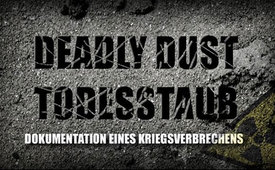 DEADLY DUST
TODESSTAUB
DOKUMENTATION EINES KRIEGSVERBRECHENS